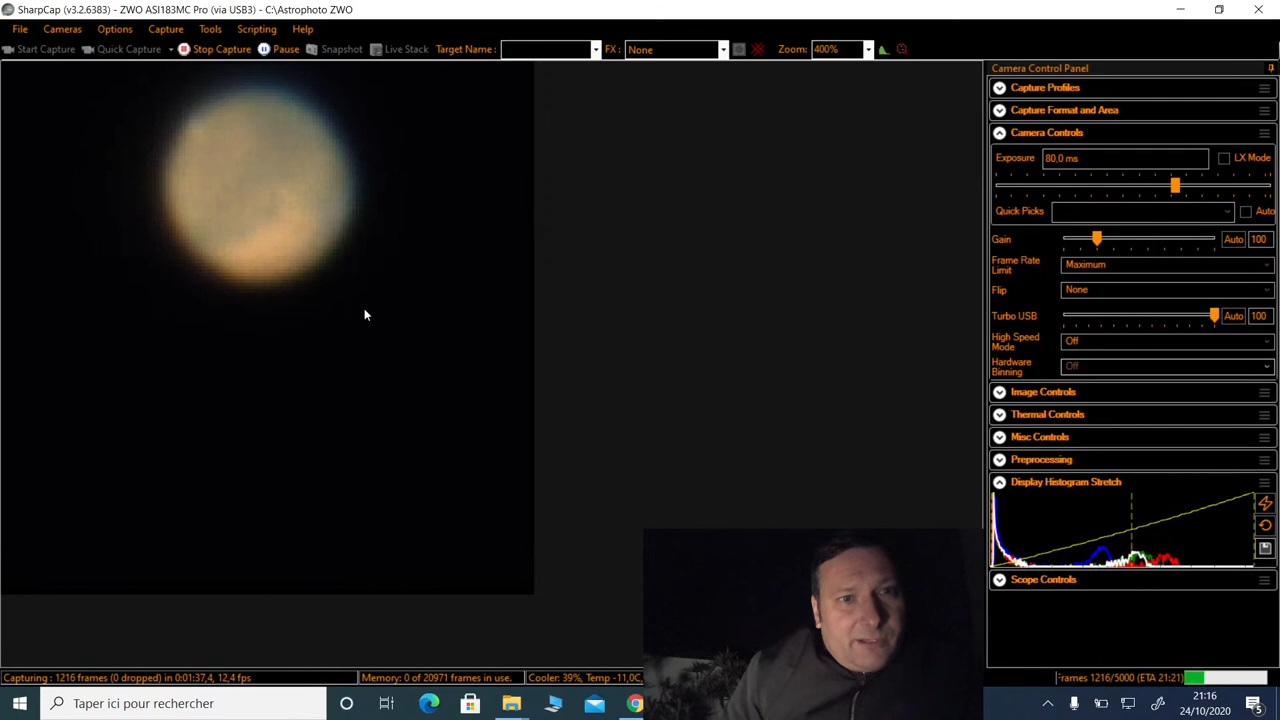 SharpCap (v3.2.6383) - ZWO ASI183MC Pro (via USB3) - C:\Astrophoto ZWO
File Cameras Options Capture Tools Scripting Help
Start Capture Quick Capture Stop Capture Pause Snapshot Live Stack Target Name : FX : None Zoom: 400%
Camera Control Panel
Capture Profiles
Capture Format and Area
Camera Controls
Exposure 80,0 ms LX Mode
Quick Picks Auto
Gain Auto 100
Frame Rate Limit Maximum
Flip None
Turbo USB Auto 100
High Speed Mode Off
Hardware Binning Off
Image Controls
Thermal Controls
Misc Controls
Preprocessing
Display Histogram Stretch
Scope Controls
Capturing : 1216 frames (0 dropped) in 0:01:37,4, 12,4 fps Memory: 0 of 20971 frames in use. Cooler: 39%, Temp -11,0C, Frames 1216/5000 (ETA 21:21)
Taper ici pour rechercher
21:16
24/10/2020
5